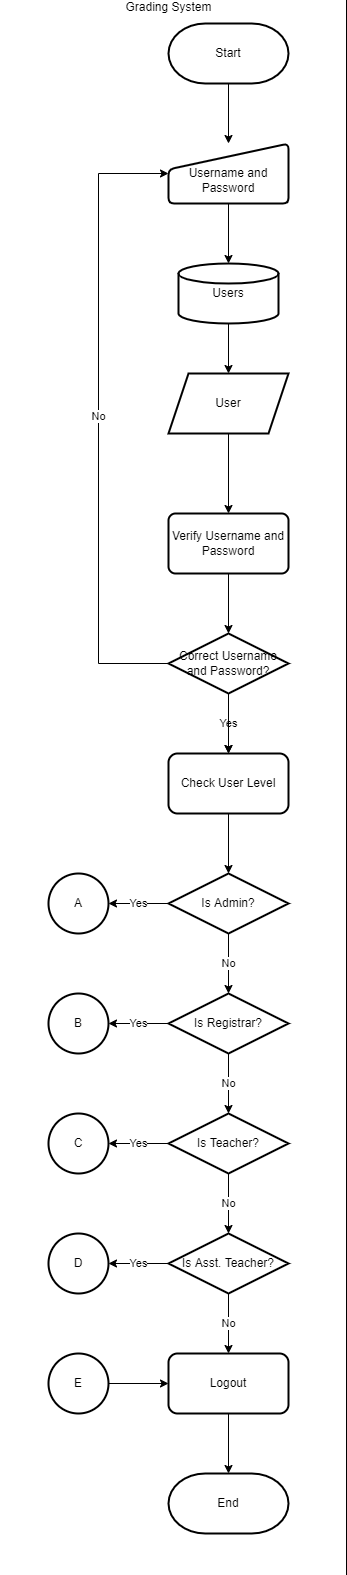 Grading System
Start
Username and
Password
Users
User
No
Verify Username and
Password
Correct Username
and Password?
Yes
Check User Level
A
Yes
Is Admin?
No
B
Yes
Is Registrar?
No
C
Yes
Is Teacher?
No
D
Yes
Is Asst. Teacher?
No
E
Logout
End